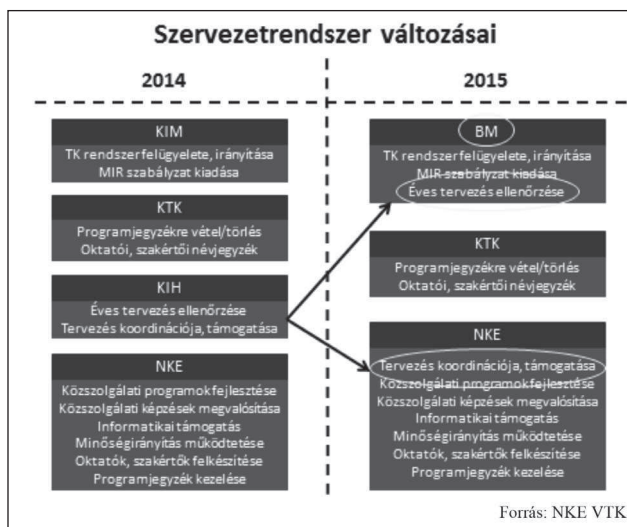 Szervezetrendszer változásai
2014
KIM
TK rendszerfelügyelete, irányítása
MIR szabályzat kiadása
KTK
Programjegyzékre vétel/törlés
Oktatói, szakértői névjegyzék
KIH
Éves tervezés ellenőrzése
Tervezés koordinációja, támogatása
NKE
Közszolgálati programok fejlesztése
Közszolgálati képzések megvalósítása
Informatikai támogatás
Minőségirányítás működtetése
Oktatók, szakértők felkészítése
Programjegyzék kezelése
2015
BM
TK rendszerfelügyelete, irányítása
MIR szabályzat kiadása
Éves tervezés ellenőrzése
KTK
Programjegyzékre vétel/törlés
Oktatói, szakértői névjegyzék
NKE
Tervezés koordinációja, támogatása
Közszolgálati programok fejlesztése
Közszolgálati képzések megvalósítása
Informatikai támogatás
Minőségirányítás működtetése
Oktatók, szakértők felkészítése
Programjegyzék kezelése
Forrás: NKE VTK